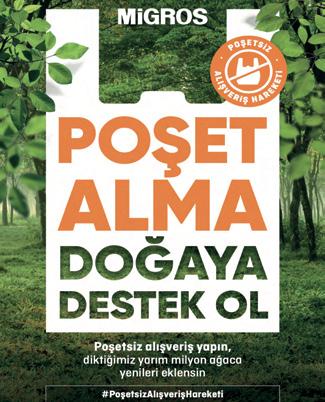 MİGROS
POŞETSİZ
ALIŞVERİŞ HAREKETİ
POŞET
ALMA
DOĞAYA
DESTEK OL
Poşetsiz alışveriş yapın,
diktiğimiz yarım milyon ağaca
yenileri eklensin
#PoşetsizAlışverişHareketi